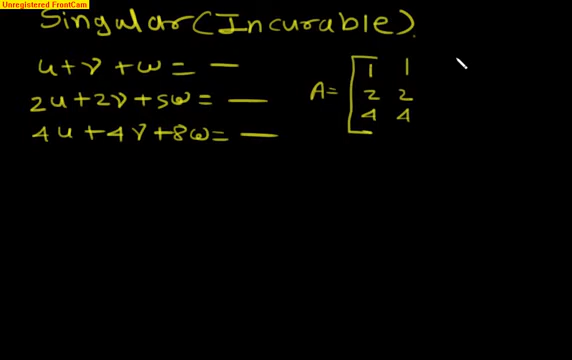 Unregistered FrontCam
Singular (Incurable).
u + v + w = —
2u + 2v + 5w = —
4u + 4v + 8w = —
A = [ 1 1
2 2
4 4